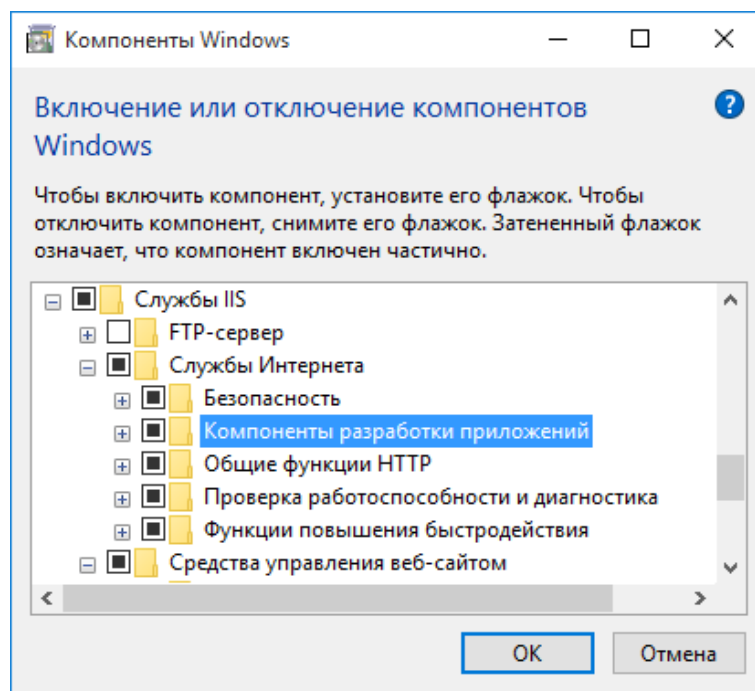 Компоненты Windows
Включение или отключение компонентов
Windows
?
Чтобы включить компонент, установите его флажок. Чтобы
отключить компонент, снимите его флажок. Затененный флажок
означает, что компонент включен частично.
Службы IIS
FTP-сервер
Службы Интернета
Безопасность
Компоненты разработки приложений
Общие функции HTTP
Проверка работоспособности и диагностика
Функции повышения быстродействия
Средства управления веб-сайтом
ОК
Отмена